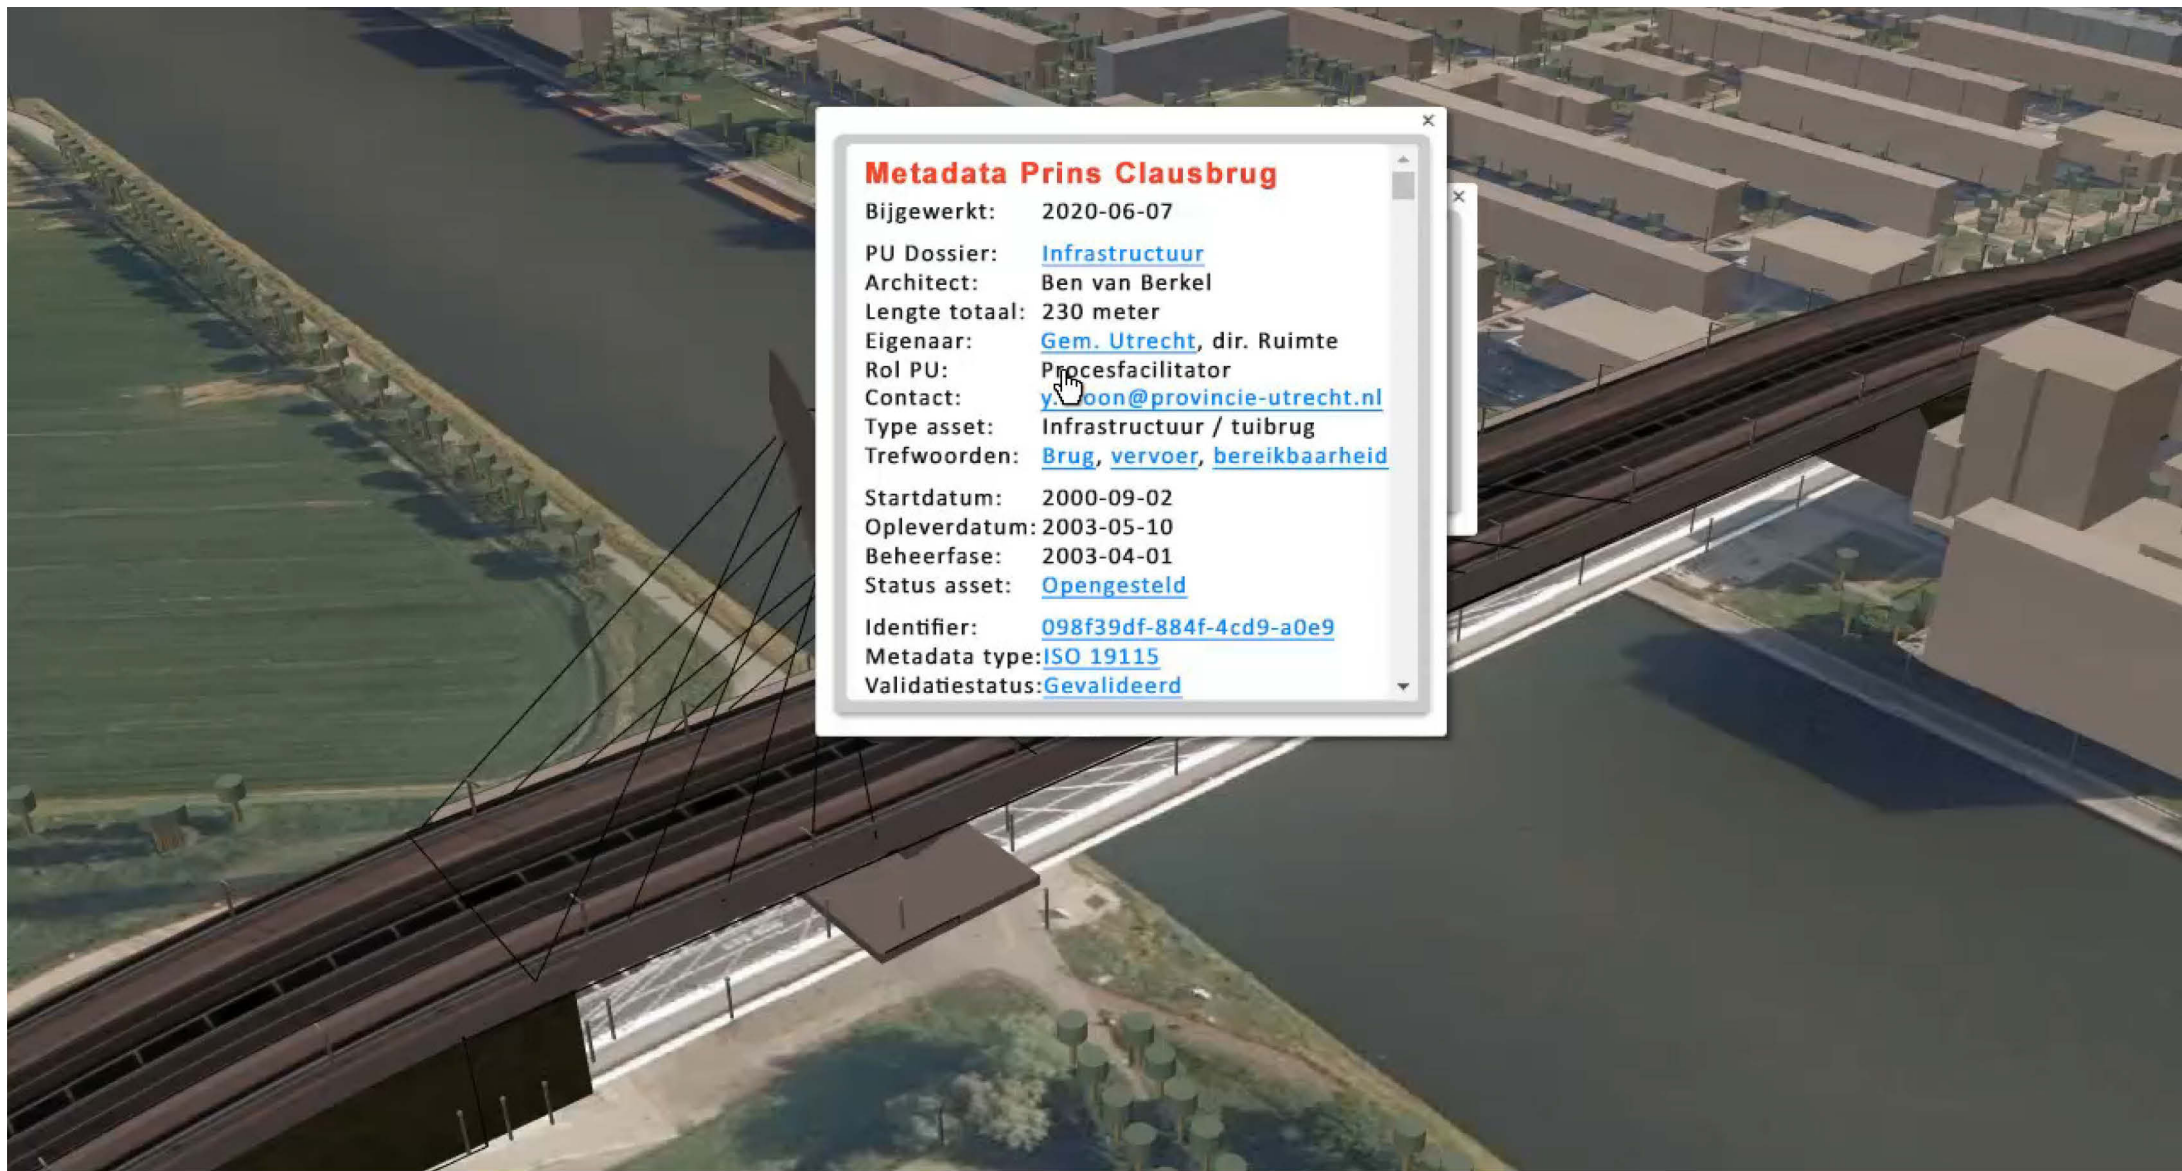 Metadata Prins Clausbrug
Bijgewerkt: 2020-06-07
PU Dossier: Infrastructuur
Architect: Ben van Berkel
Lengte totaal: 230 meter
Eigenaar: Gem. Utrecht, dir. Ruimte
Rol PU: Procesfacilitator
Contact: @provincie-utrecht.nl
Type asset: Infrastructuur / tuibrug
Trefwoorden: Brug, vervoer, bereikbaarheid
Startdatum: 2000-09-02
Opleverdatum: 2003-05-10
Beheerfase: 2003-04-01
Status asset: Opengesteld
Identifier: 098f39df-884f-4cd9-a0e9
Metadata type: ISO 19115
Validatiestatus: Gevalideerd